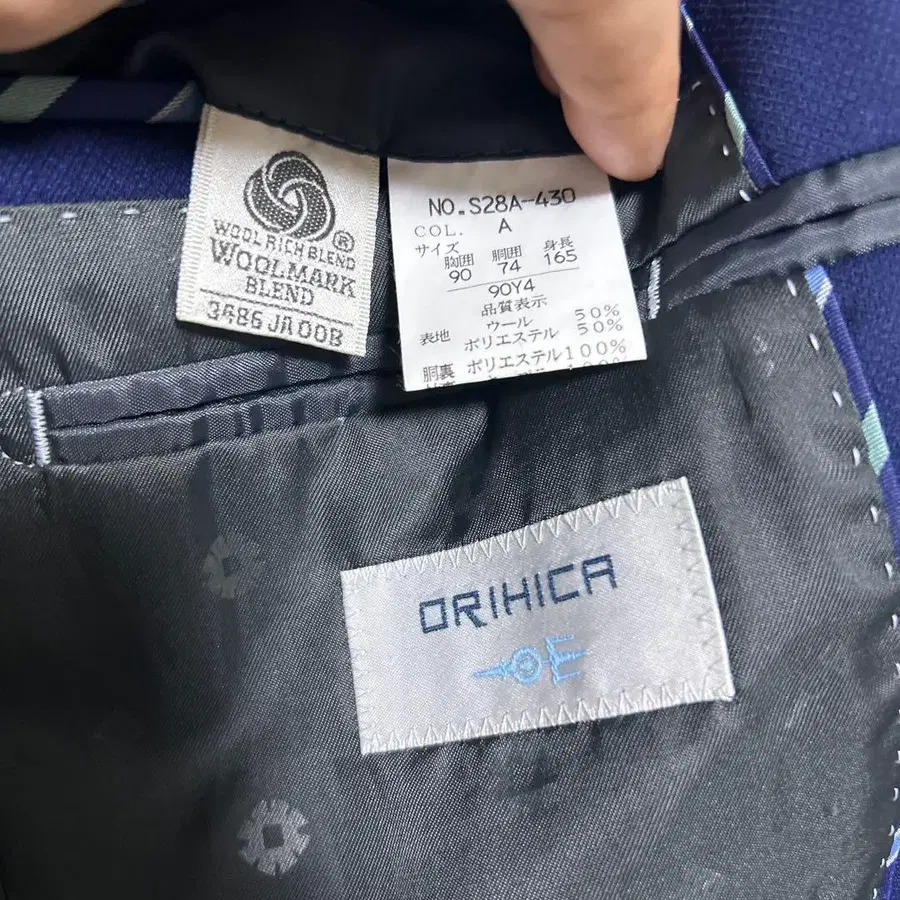 WOOL RICH BLEND
WOOLMARK
BLEND
3486 JA00B
NO.S28A-430
COL. A
サイズ
胸囲 胴囲 身長
90 74 165
90Y4
品質表示
表地 ウール 50%
ポリエステル 50%
胴裏 ポリエステル100%
ORIHICA